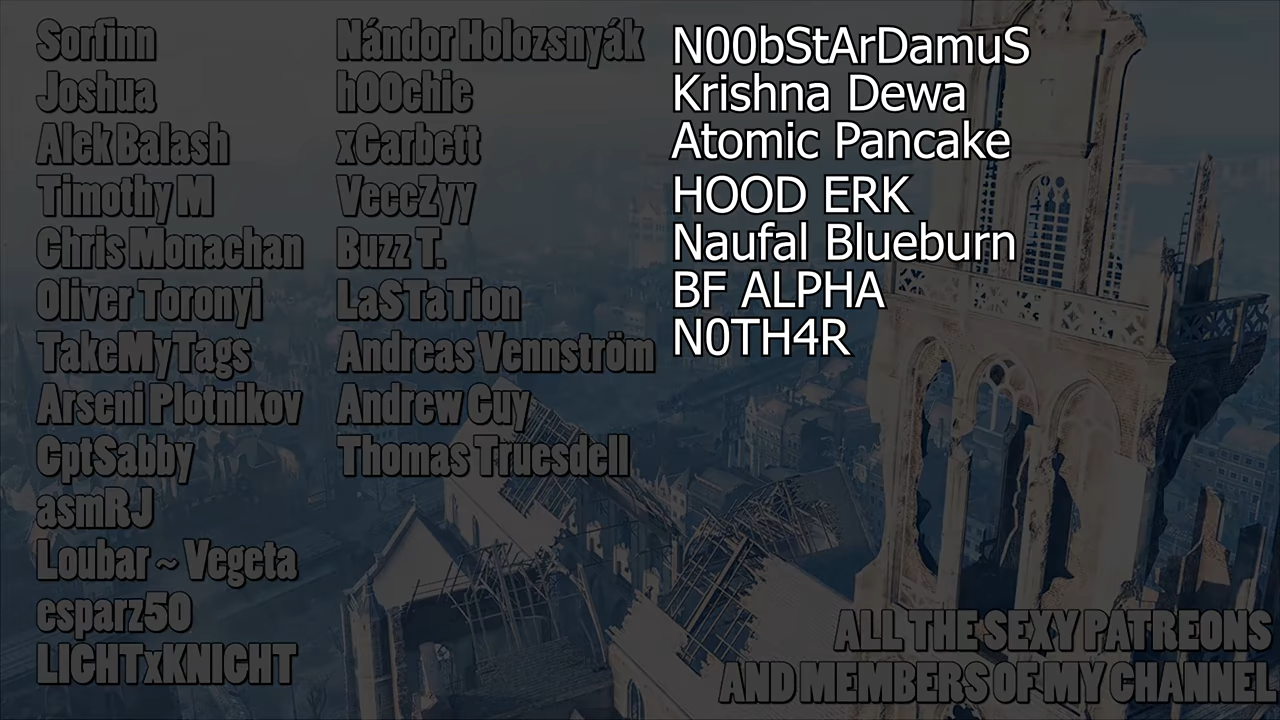 Sorfinn
Joshua
Alek Balash
Timothy M
Chris Monachan
Oliver Toronyi
TakeMyTags
Arseni Plotnikov
CptSabby
asmRJ
Loubar ~ Vegeta
esparz50
LIGHTxKNIGHT
Nándor Holozsnyák
h00chie
xGarbett
VeccZyy
Buzz T.
LaSTaTion
Andreas Vennström
Andrew Guy
Thomas Truesdell
N00bStArDamuS
Krishna Dewa
Atomic Pancake
HOOD ERK
Naufal Blueburn
BF ALPHA
N0TH4R
ALL THE SEXY PATREONS
AND MEMBERS OF MY CHANNEL